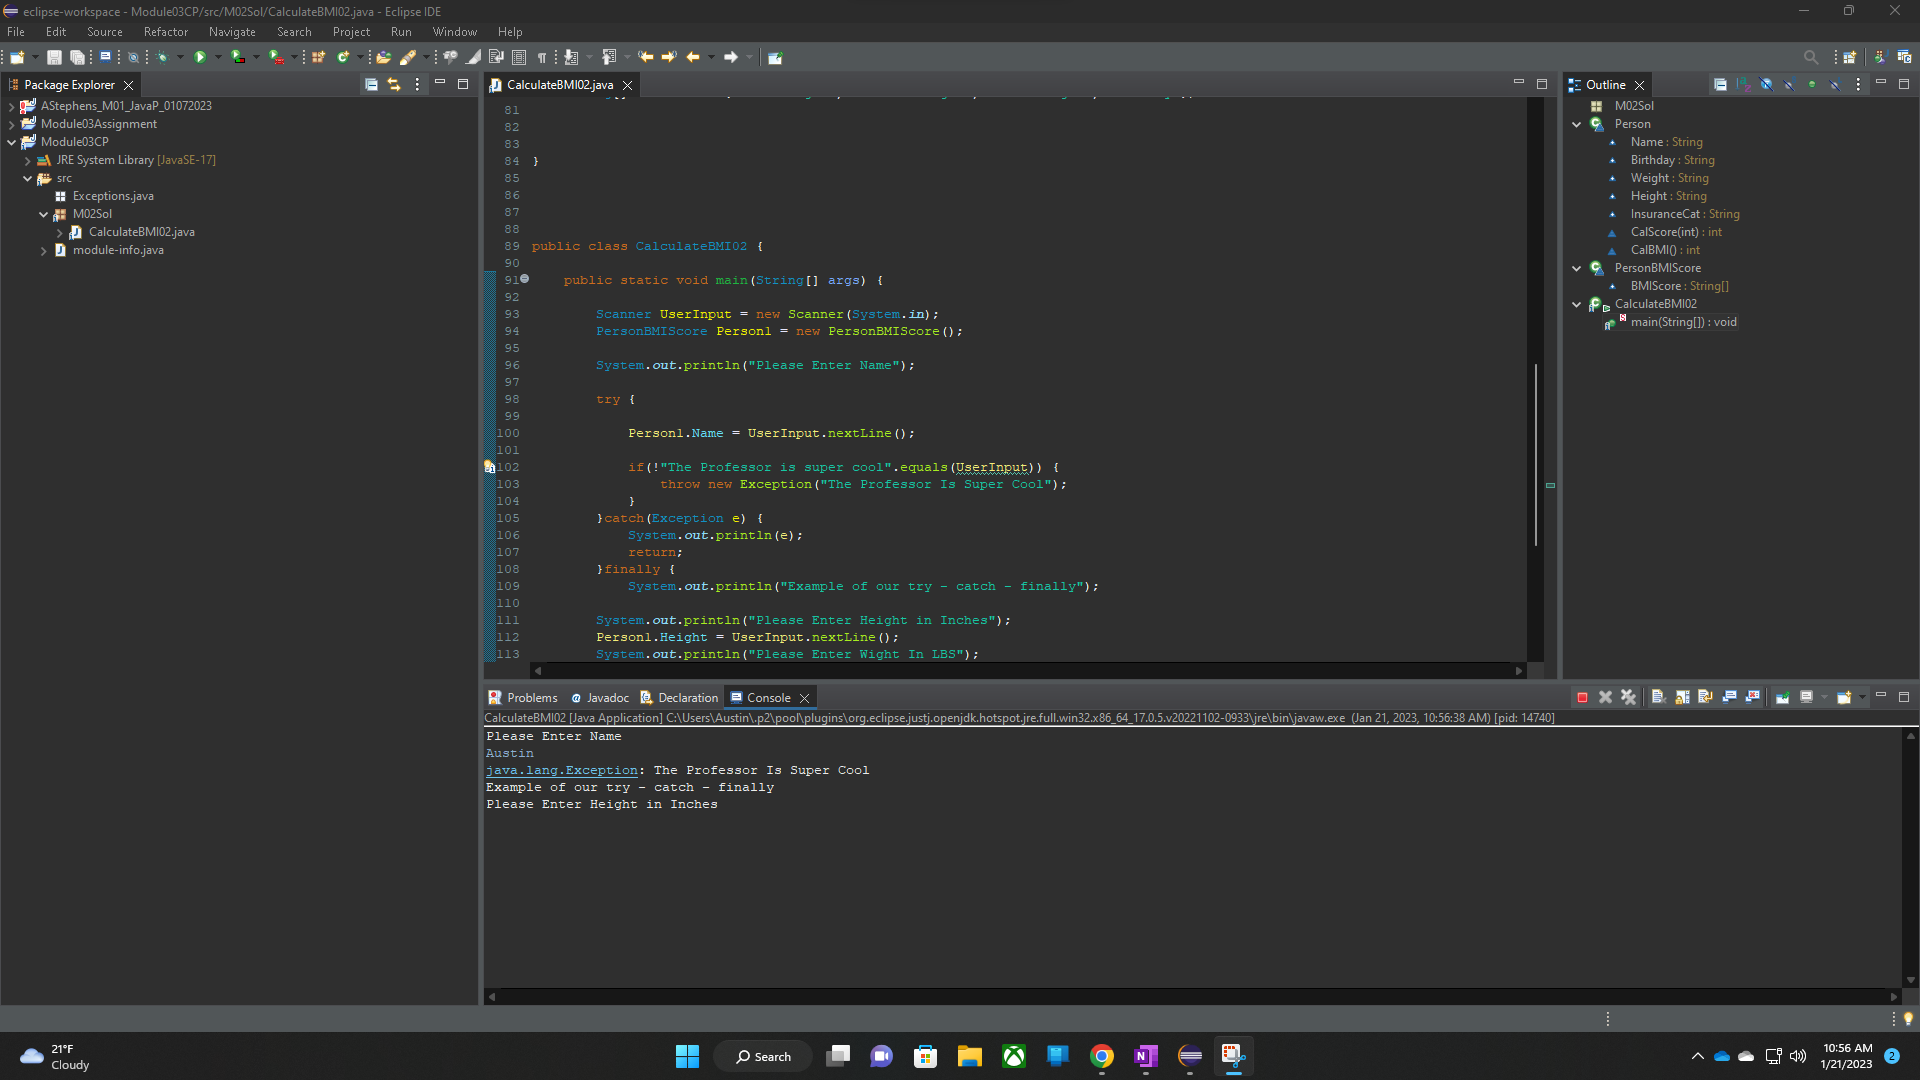 eclipse-workspace - Module03CP/src/M02Sol/CalculateBMI02.java - Eclipse IDE
File Edit Source Refactor Navigate Search Project Run Window Help
Package Explorer
AStephens_M01_JavaP_01072023
Module03Assignment
Module03CP
JRE System Library [JavaSE-17]
src
Exceptions.java
M02Sol
CalculateBMI02.java
module-info.java
CalculateBMI02.java
81
82
83
84 }
85
86
87
88
89 public class CalculateBMI02 {
90
91 public static void main(String[] args) {
92
93 Scanner UserInput = new Scanner(System.in);
94 PersonBMIScore Person1 = new PersonBMIScore();
95
96 System.out.println("Please Enter Name");
97
98 try {
99
100 Person1.Name = UserInput.nextLine();
101
102 if(!"The Professor is super cool".equals(UserInput)) {
103 throw new Exception("The Professor Is Super Cool");
104 }
105 }catch(Exception e) {
106 System.out.println(e);
107 return;
108 }finally {
109 System.out.println("Example of our try - catch - finally");
110
111 System.out.println("Please Enter Height in Inches");
112 Person1.Height = UserInput.nextLine();
113 System.out.println("Please Enter Wight In LBS");
Outline
M02Sol
Person
Name : String
Birthday : String
Weight : String
Height : String
InsuranceCat : String
CalScore(int) : int
CalBMI() : int
PersonBMIScore
BMIScore : String[]
CalculateBMI02
main(String[]) : void
Problems Javadoc Declaration Console
CalculateBMI02 [Java Application] C:\Users\Austin\.p2\pool\plugins\org.eclipse.justj.openjdk.hotspot.jre.full.win32.x86_64_17.0.5.v20221102-0933\jre\bin\javaw.exe (Jan 21, 2023, 10:56:38 AM) [pid: 14740]
Please Enter Name
Austin
java.lang.Exception: The Professor Is Super Cool
Example of our try - catch - finally
Please Enter Height in Inches
21°F
Cloudy
Search
10:56 AM
1/21/2023
2